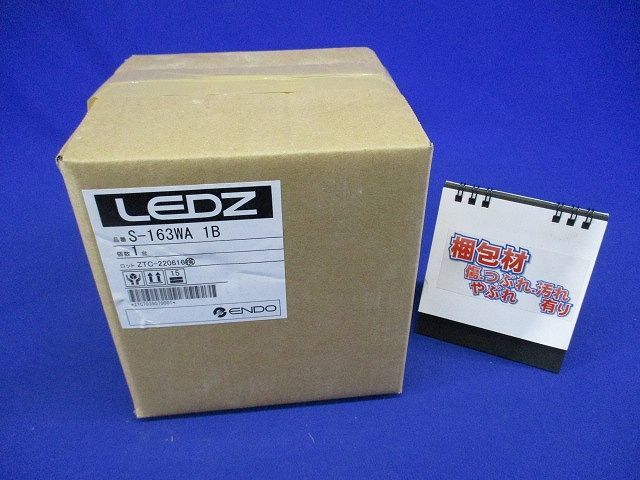 LEDZ
品番 S-163WA 1B
個数 1台
ロット ZTC-220616
15
ENDO
梱包材
傷つぶれ汚れ
やぶれ 有り